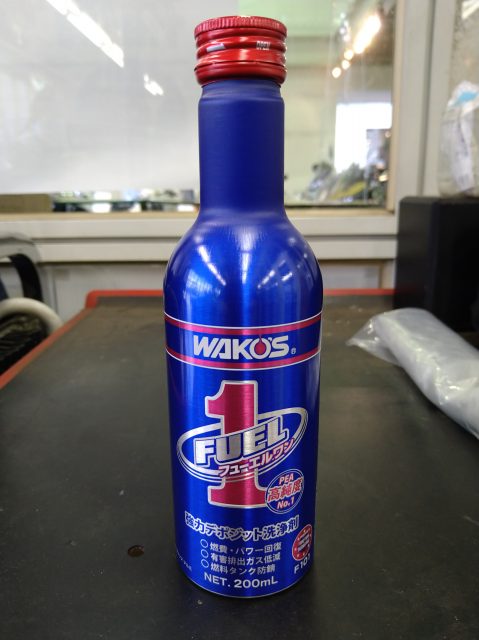 OPEN
WAKO'S®
1
FUEL
フューエルワン
PEA
高純度
No.1
強力デポジット洗浄剤
○燃費・パワー回復
○有害排出ガス低減
○燃料タンク防錆
NET. 200mL